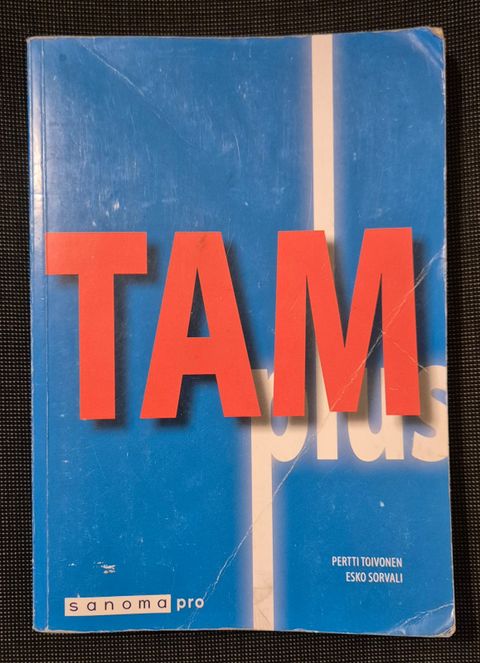 TAM
plus
PERTTI TOIVONEN
ESKO SORVALI
sanoma pro